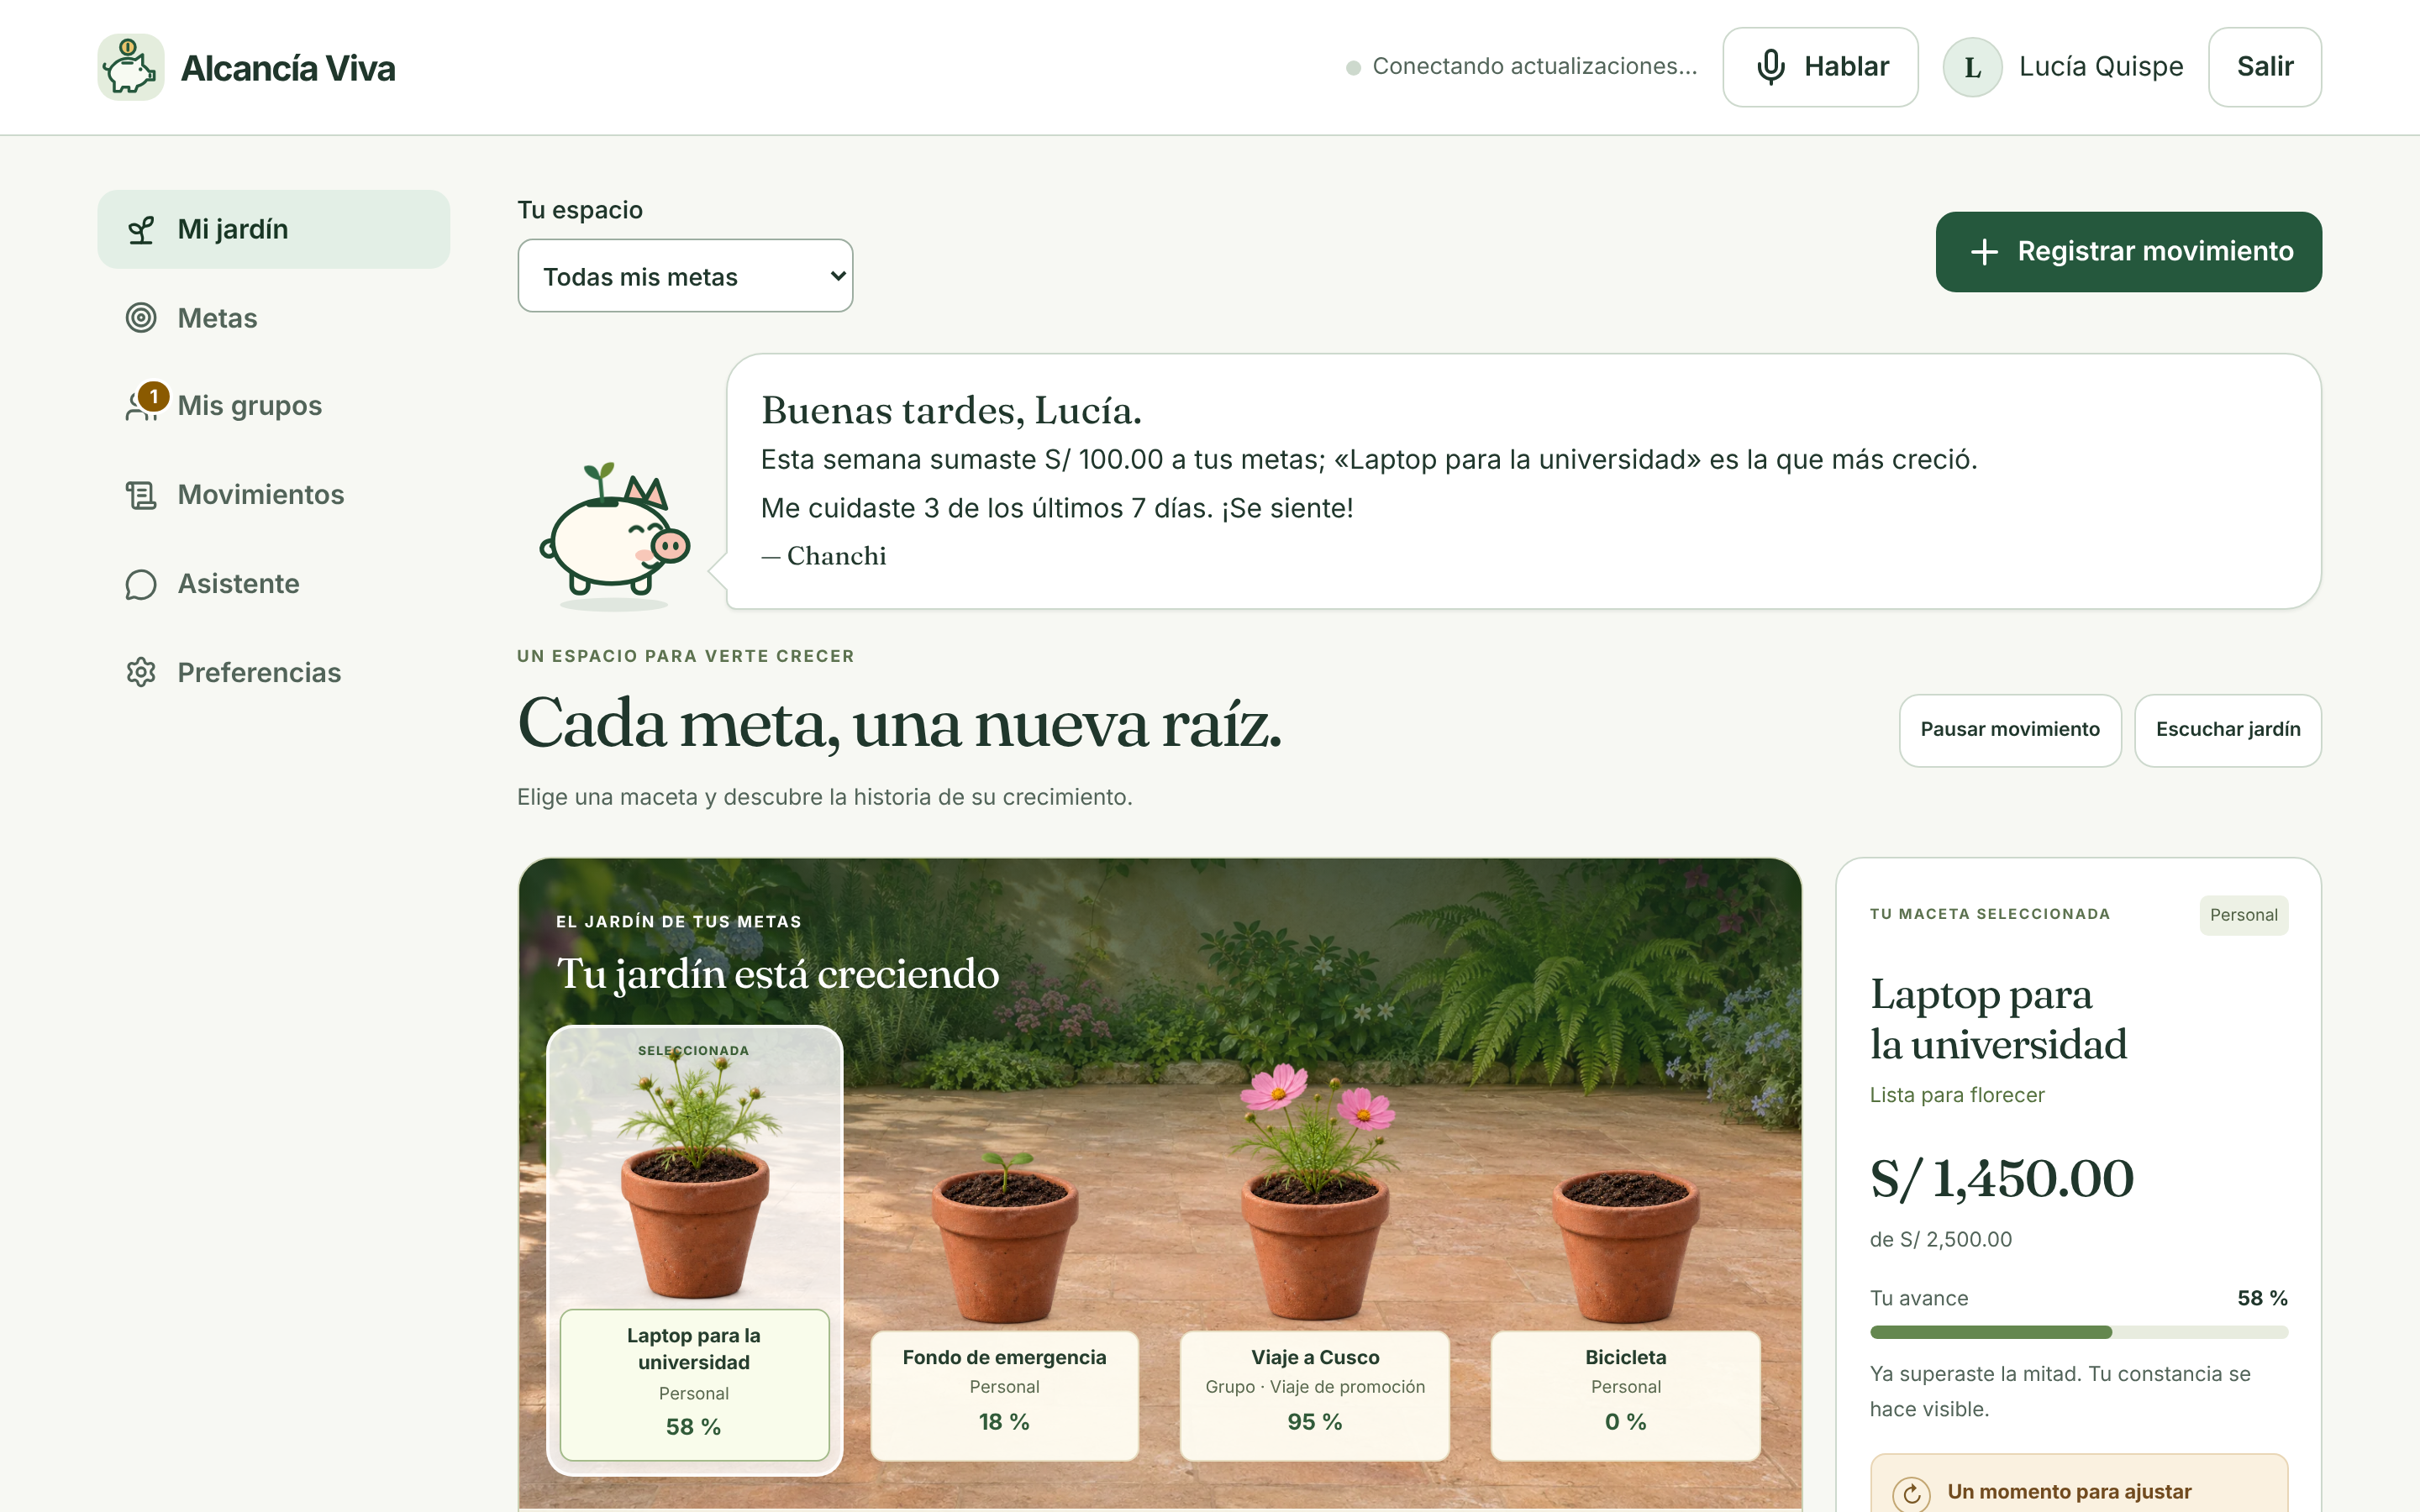 Alcancía Viva
Conectando actualizaciones...
Hablar
L
Lucía Quispe
Salir
Mi jardín
Metas
1
Mis grupos
Movimientos
Asistente
Preferencias
Tu espacio
Todas mis metas
Registrar movimiento
Buenas tardes, Lucía.
Esta semana sumaste S/ 100.00 a tus metas; «Laptop para la universidad» es la que más creció.
Me cuidaste 3 de los últimos 7 días. ¡Se siente!
— Chanchi
UN ESPACIO PARA VERTE CRECER
Cada meta, una nueva raíz.
Elige una maceta y descubre la historia de su crecimiento.
Pausar movimiento
Escuchar jardín
EL JARDÍN DE TUS METAS
Tu jardín está creciendo
SELECCIONADA
Laptop para la
universidad
Personal
58 %
Fondo de emergencia
Personal
18 %
Viaje a Cusco
Grupo · Viaje de promoción
95 %
Bicicleta
Personal
0 %
TU MACETA SELECCIONADA
Personal
Laptop para
la universidad
Lista para florecer
S/ 1,450.00
de S/ 2,500.00
Tu avance
58 %
Ya superaste la mitad. Tu constancia se
hace visible.
Un momento para ajustar